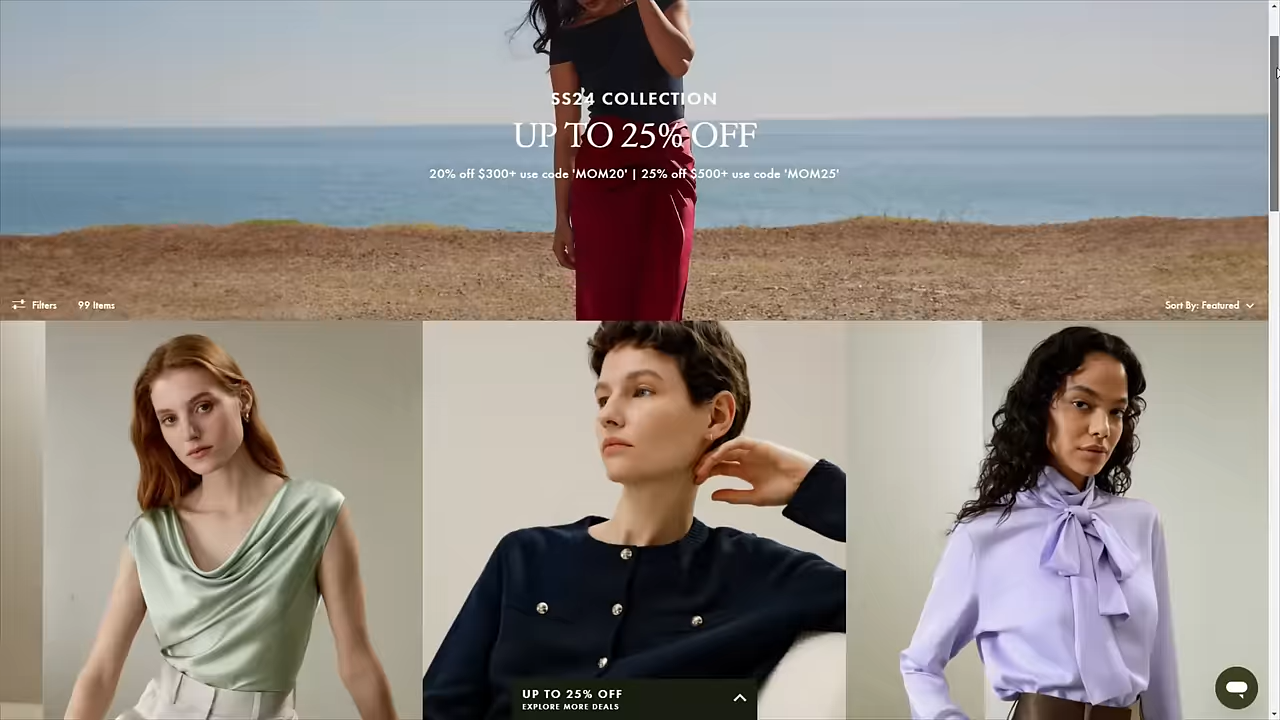 SS24 COLLECTION
UP TO 25% OFF
20% off $300+ use code 'MOM20' | 25% off $500+ use code 'MOM25'
Filters 99 Items Sort By: Featured
UP TO 25% OFF
EXPLORE MORE DEALS